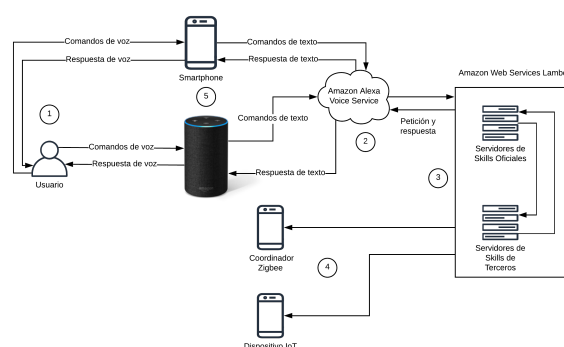 Comandos de voz
Comandos de texto
Respuesta de voz
Respuesta de texto
Smartphone
Amazon Web Services Lamb
Amazon Alexa
Voice Service
5
1
Comandos de texto
Petición y
respuesta
2
Comandos de voz
Respuesta de voz
Respuesta de texto
Usuario
Servidores de
Skills Oficiales
3
Servidores de
Skills de
Terceros
Coordinador
Zigbee
4
Dispositivo IoT